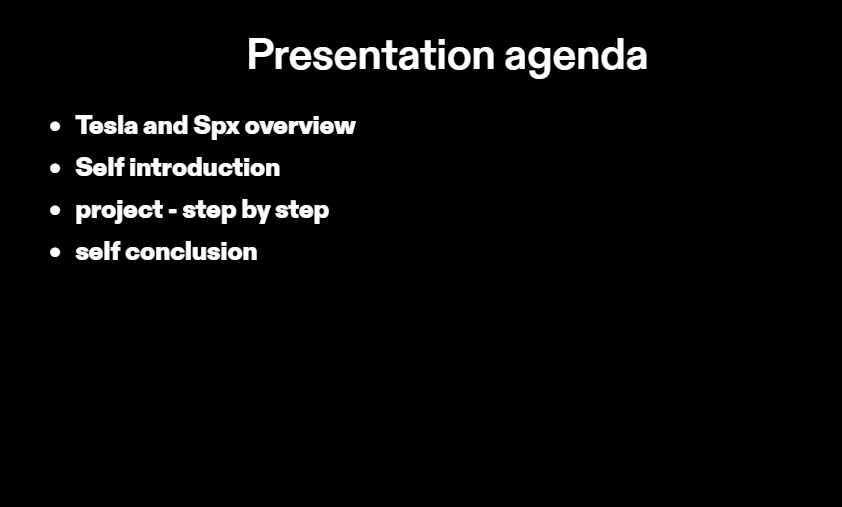 Presentation agenda
• Tesla and Spx overview
• Self introduction
• project - step by step
• self conclusion